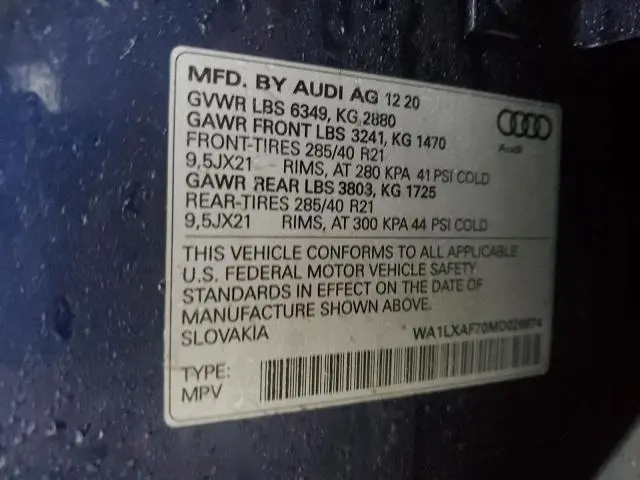 MFD. BY AUDI AG 12 20
GVWR LBS 6349, KG 2880
GAWR FRONT LBS 3241, KG 1470
FRONT-TIRES 285/40 R21
9,5JX21 RIMS, AT 280 KPA 41 PSI COLD
GAWR REAR LBS 3803, KG 1725
REAR-TIRES 285/40 R21
9,5JX21 RIMS, AT 300 KPA 44 PSI COLD
Audi
THIS VEHICLE CONFORMS TO ALL APPLICABLE
U.S. FEDERAL MOTOR VEHICLE SAFETY
STANDARDS IN EFFECT ON THE DATE OF
MANUFACTURE SHOWN ABOVE.
SLOVAKIA
TYPE:
MPV